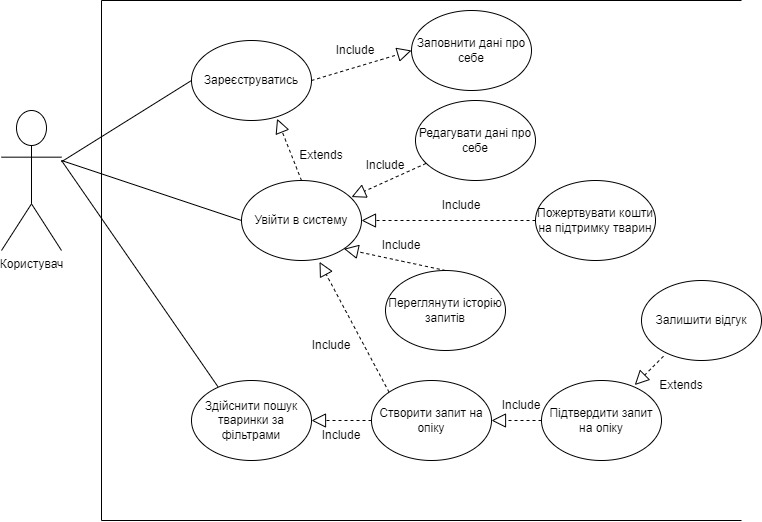 Include
Заповнити дані про
себе
Зареєструватись
Extends
Include
Редагувати дані про
себе
Користувач
Увійти в систему
Include
Пожертвувати кошти
на підтримку тварин
Include
Переглянути історію
запитів
Залишити відгук
Include
Extends
Здійснити пошук
тваринки за
фільтрами
Include
Створити запит на
опіку
Include
Підтвердити запит
на опіку